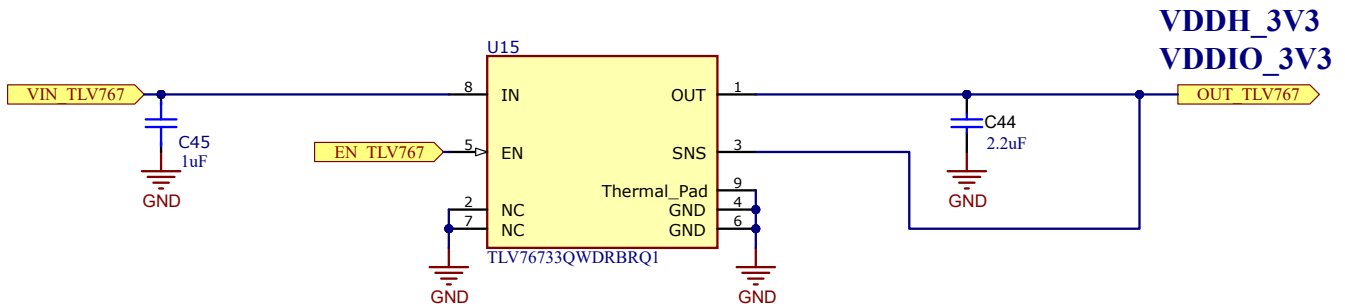 VDDH_3V3
VDDIO_3V3
U15
VIN_TLV767
8
IN
OUT
1
OUT_TLV767
C45
1uF
GND
EN_TLV767
5
EN
SNS
3
C44
2.2uF
GND
Thermal_Pad
9
2
NC
GND
4
7
NC
GND
6
TLV76733QWDRBRQ1
GND
GND